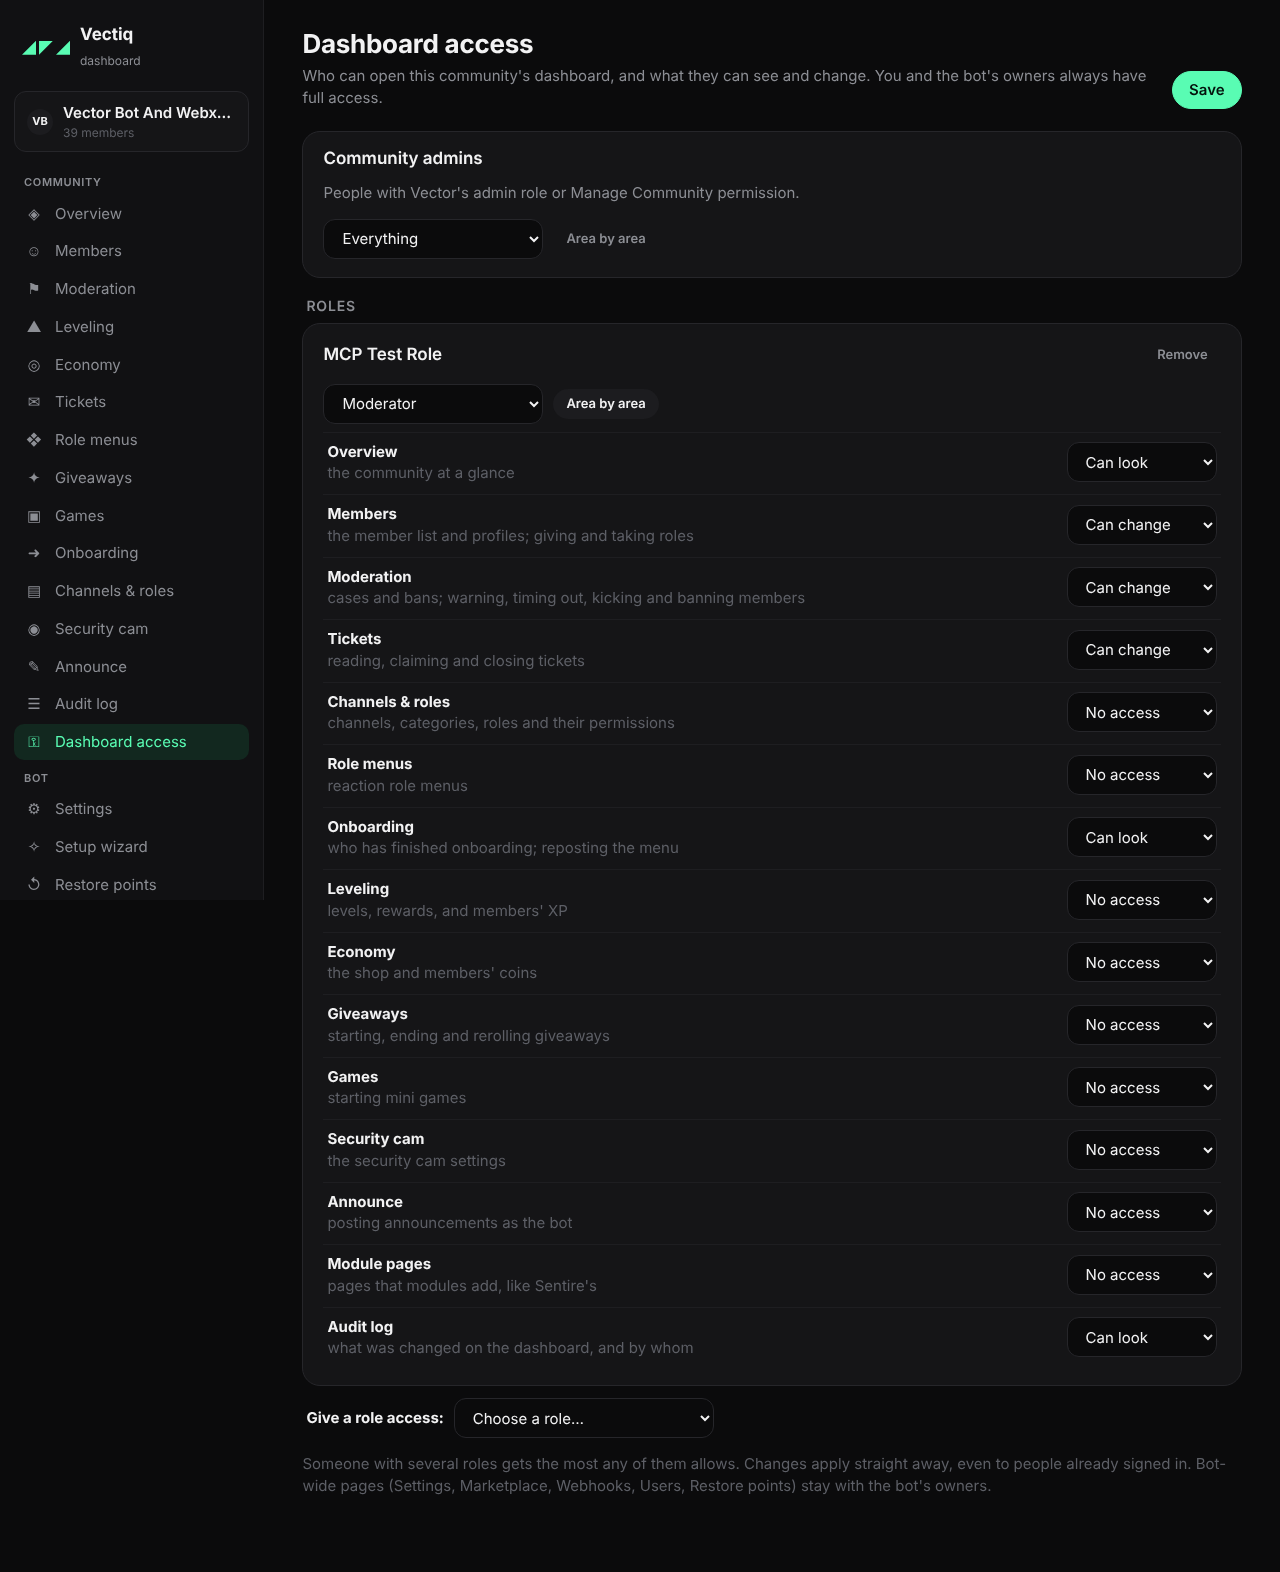 Vectiq
dashboard
VB
Vector Bot And Webx...
39 members
COMMUNITY
Overview
Members
Moderation
Leveling
Economy
Tickets
Role menus
Giveaways
Games
Onboarding
Channels & roles
Security cam
Announce
Audit log
Dashboard access
BOT
Settings
Setup wizard
Restore points
Dashboard access
Who can open this community's dashboard, and what they can see and change. You and the bot's owners always have
full access.
Save
Community admins
People with Vector's admin role or Manage Community permission.
Everything
Area by area
ROLES
MCP Test Role
Remove
Moderator
Area by area
Overview
the community at a glance
Can look
Members
the member list and profiles; giving and taking roles
Can change
Moderation
cases and bans; warning, timing out, kicking and banning members
Can change
Tickets
reading, claiming and closing tickets
Can change
Channels & roles
channels, categories, roles and their permissions
No access
Role menus
reaction role menus
No access
Onboarding
who has finished onboarding; reposting the menu
Can look
Leveling
levels, rewards, and members' XP
No access
Economy
the shop and members' coins
No access
Giveaways
starting, ending and rerolling giveaways
No access
Games
starting mini games
No access
Security cam
the security cam settings
No access
Announce
posting announcements as the bot
No access
Module pages
pages that modules add, like Sentire's
No access
Audit log
what was changed on the dashboard, and by whom
Can look
Give a role access:
Choose a role...
Someone with several roles gets the most any of them allows. Changes apply straight away, even to people already signed in. Bot-
wide pages (Settings, Marketplace, Webhooks, Users, Restore points) stay with the bot's owners.